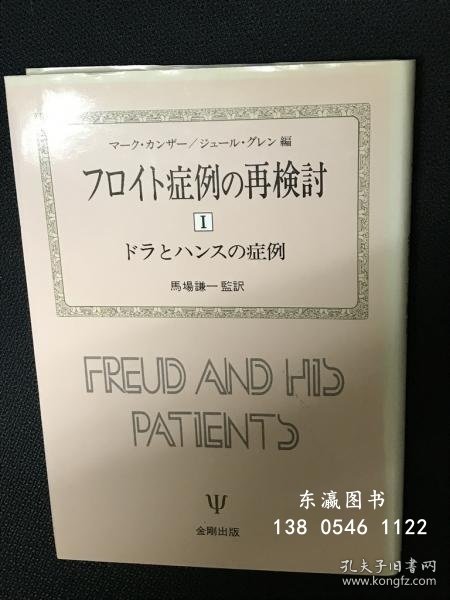 マーク・カンザー/ジュール・グレン 編
フロイト症例の再検討
I
ドラとハンスの症例
馬場謙一 監訳
FREUD AND HIS
PATIENTS
Ψ
金剛出版
东瀛图书
138 0546 1122
孔夫子旧书网
www.kongfz.com